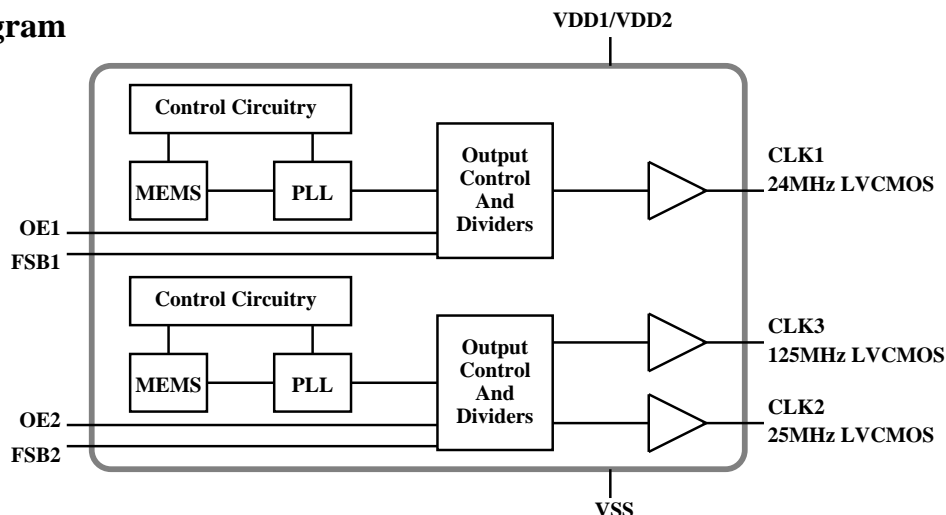 gram
VDD1/VDD2
Control Circuitry
MEMS
PLL
Output
Control
And
Dividers
CLK1
24MHz LVCMOS
OE1
FSB1
Control Circuitry
MEMS
PLL
Output
Control
And
Dividers
CLK3
125MHz LVCMOS
CLK2
25MHz LVCMOS
OE2
FSB2
VSS